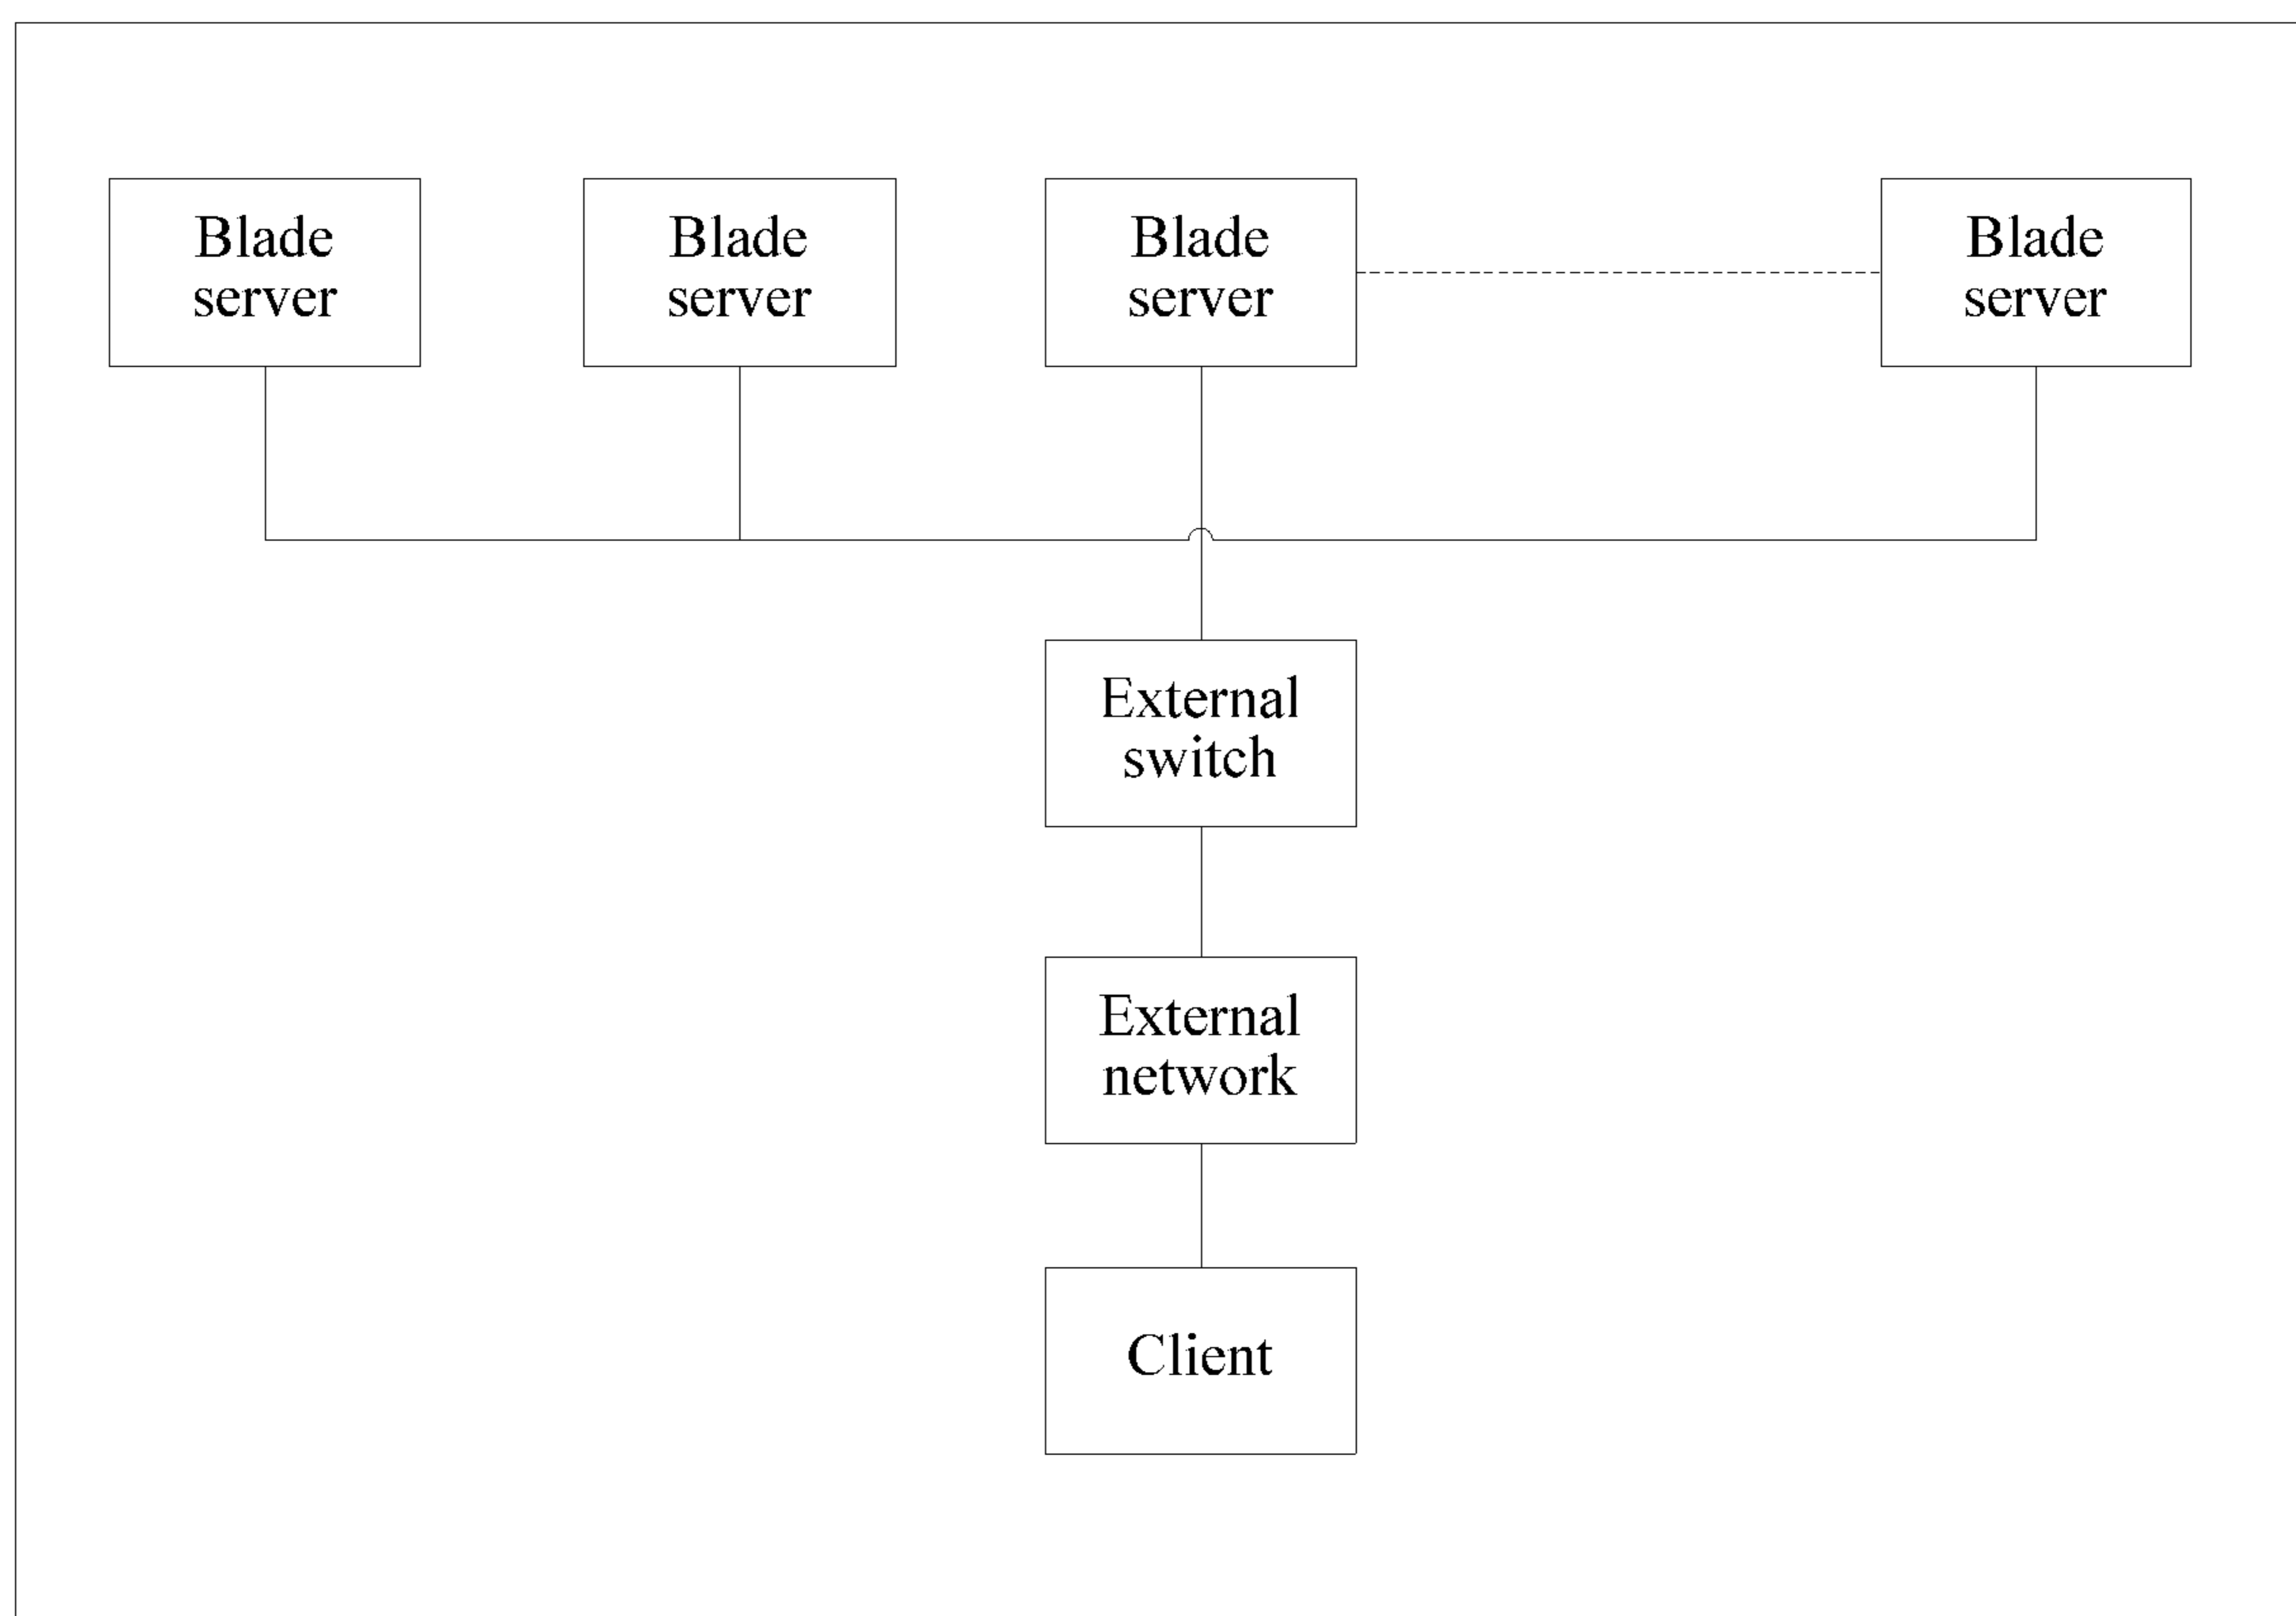 Blade
server
Blade
server
Blade
server
Blade
server
External
switch
External
network
Client